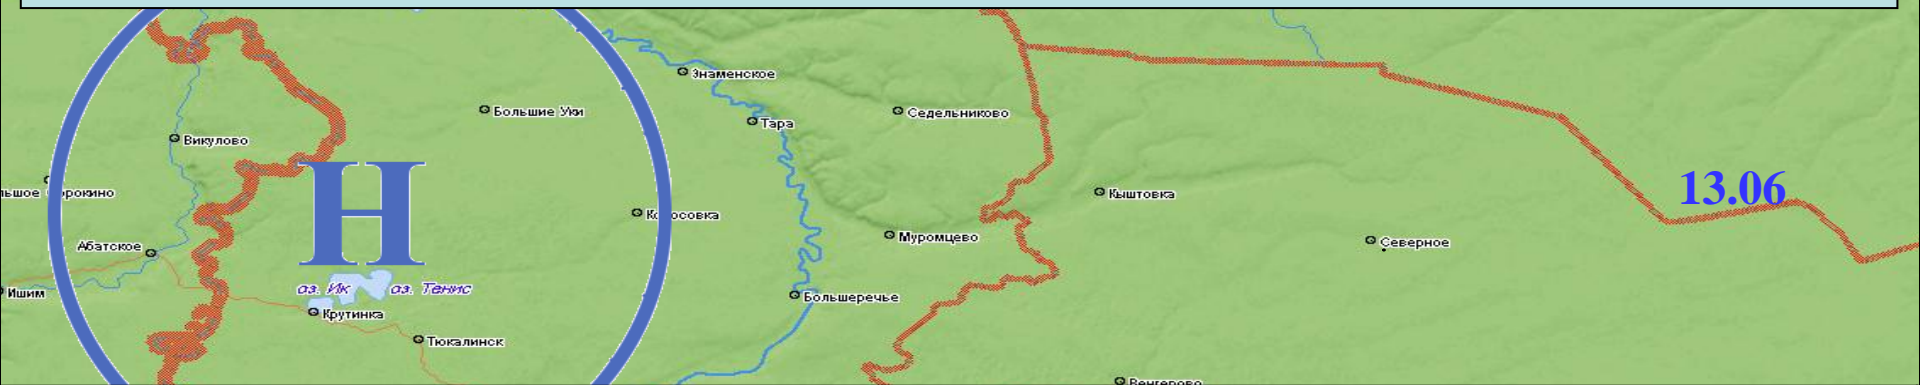 Знаменское
Большие Уки
Седельниково
Тара
Викулово
13.06
Н
Кыштовка
Муромцево
Абатское
Северное
оз. Ик
оз. Тенис
Ишим
Большеречье
Крутинка
Тюкалинск